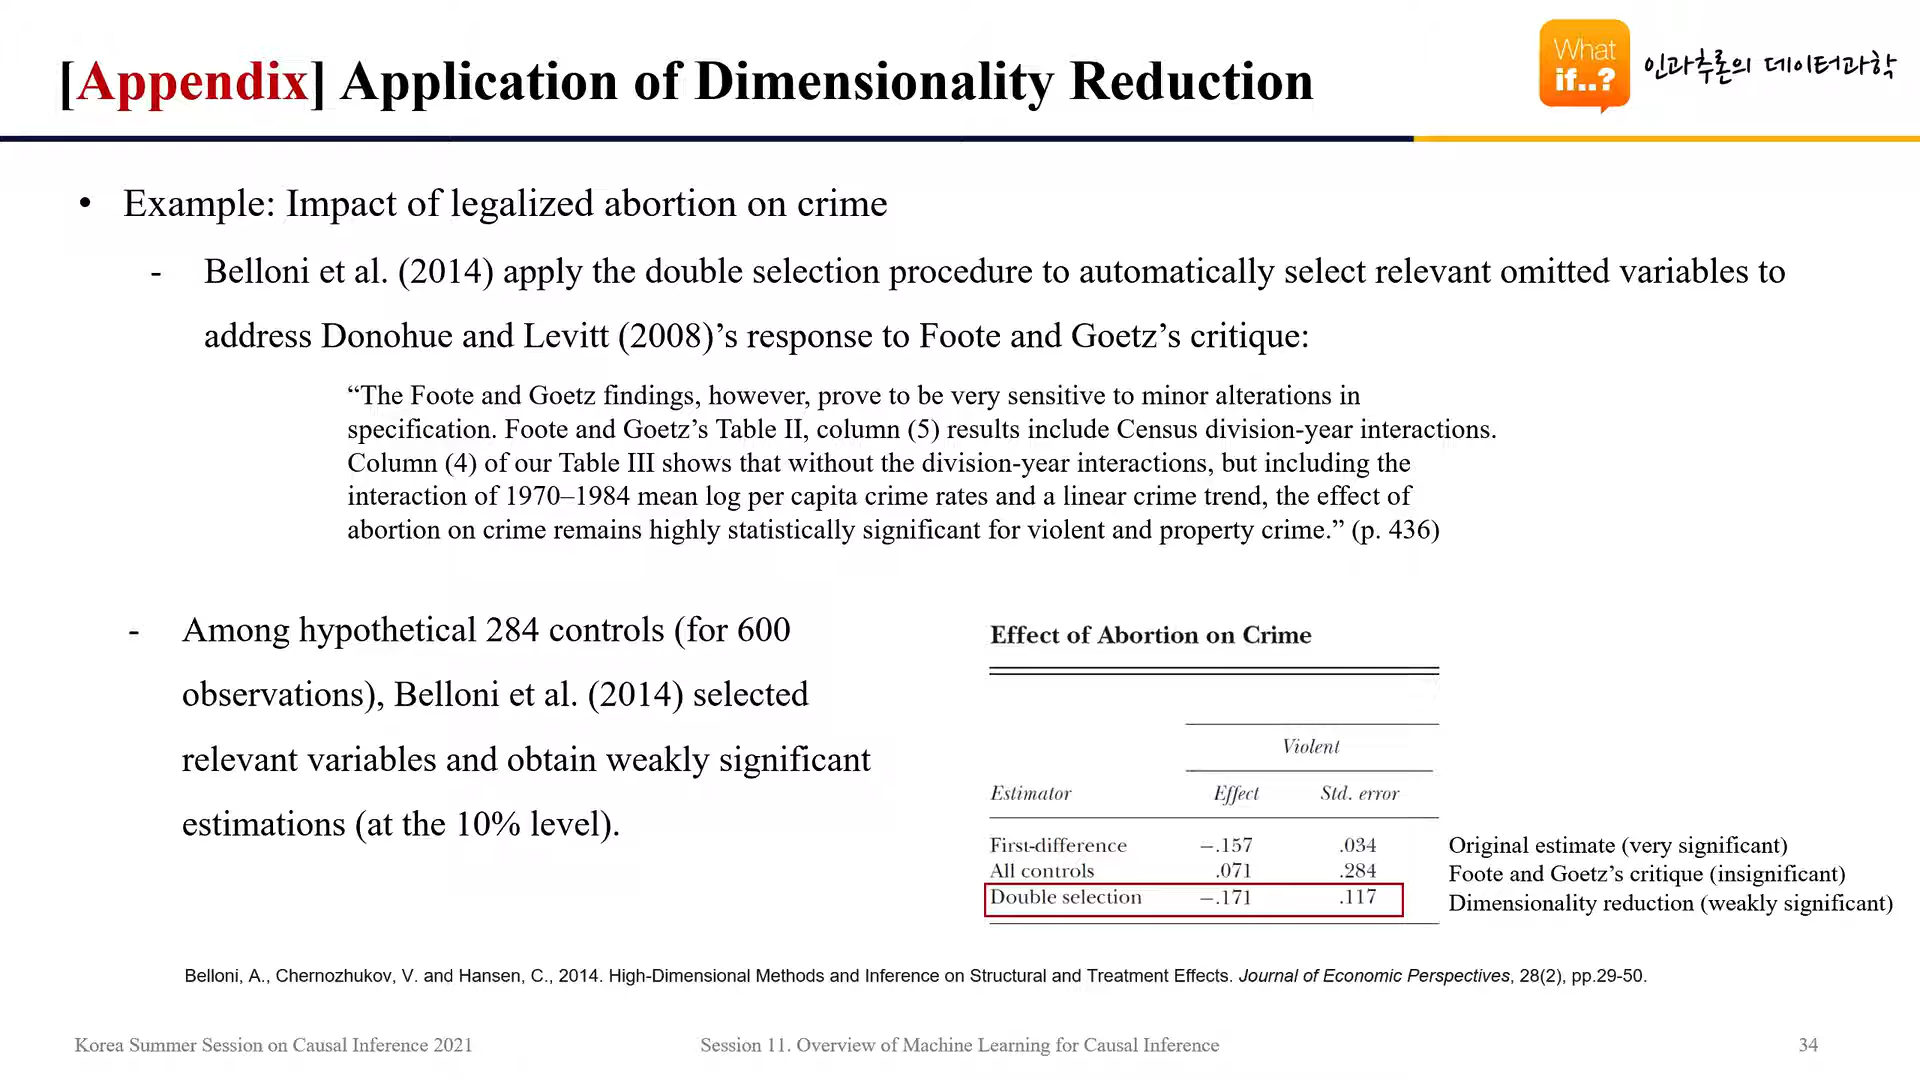 [Appendix] Application of Dimensionality Reduction
What
if..?
인과추론의 데이터과학
• Example: Impact of legalized abortion on crime
- Belloni et al. (2014) apply the double selection procedure to automatically select relevant omitted variables to
address Donohue and Levitt (2008)’s response to Foote and Goetz’s critique:
“The Foote and Goetz findings, however, prove to be very sensitive to minor alterations in
specification. Foote and Goetz’s Table II, column (5) results include Census division-year interactions.
Column (4) of our Table III shows that without the division-year interactions, but including the
interaction of 1970–1984 mean log per capita crime rates and a linear crime trend, the effect of
abortion on crime remains highly statistically significant for violent and property crime.” (p. 436)
- Among hypothetical 284 controls (for 600
observations), Belloni et al. (2014) selected
relevant variables and obtain weakly significant
estimations (at the 10% level).
Effect of Abortion on Crime
Violent
Estimator Effect Std. error
First-difference −.157 .034 Original estimate (very significant)
All controls .071 .284 Foote and Goetz’s critique (insignificant)
Double selection −.171 .117 Dimensionality reduction (weakly significant)
Belloni, A., Chernozhukov, V. and Hansen, C., 2014. High-Dimensional Methods and Inference on Structural and Treatment Effects. Journal of Economic Perspectives, 28(2), pp.29-50.
Korea Summer Session on Causal Inference 2021 Session 11. Overview of Machine Learning for Causal Inference 34